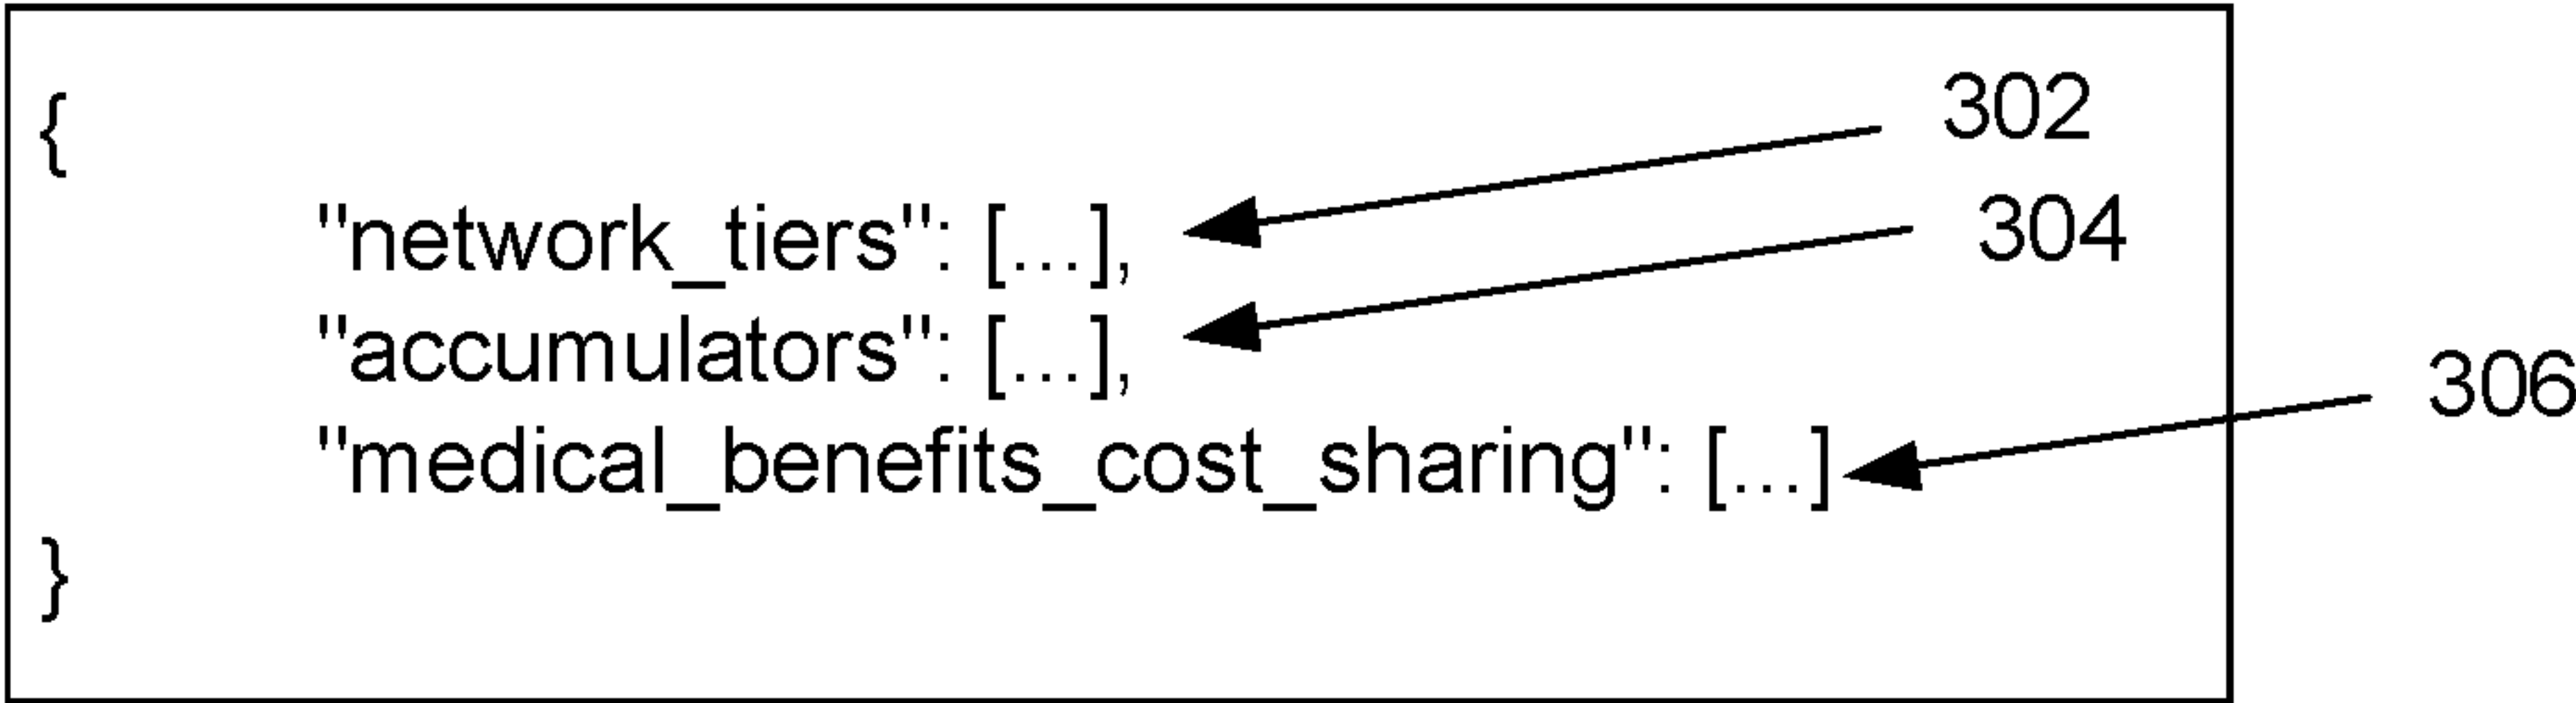 {
302
"network_tiers": [...],
304
"accumulators": [...],
306
"medical_benefits_cost_sharing": [...]
}